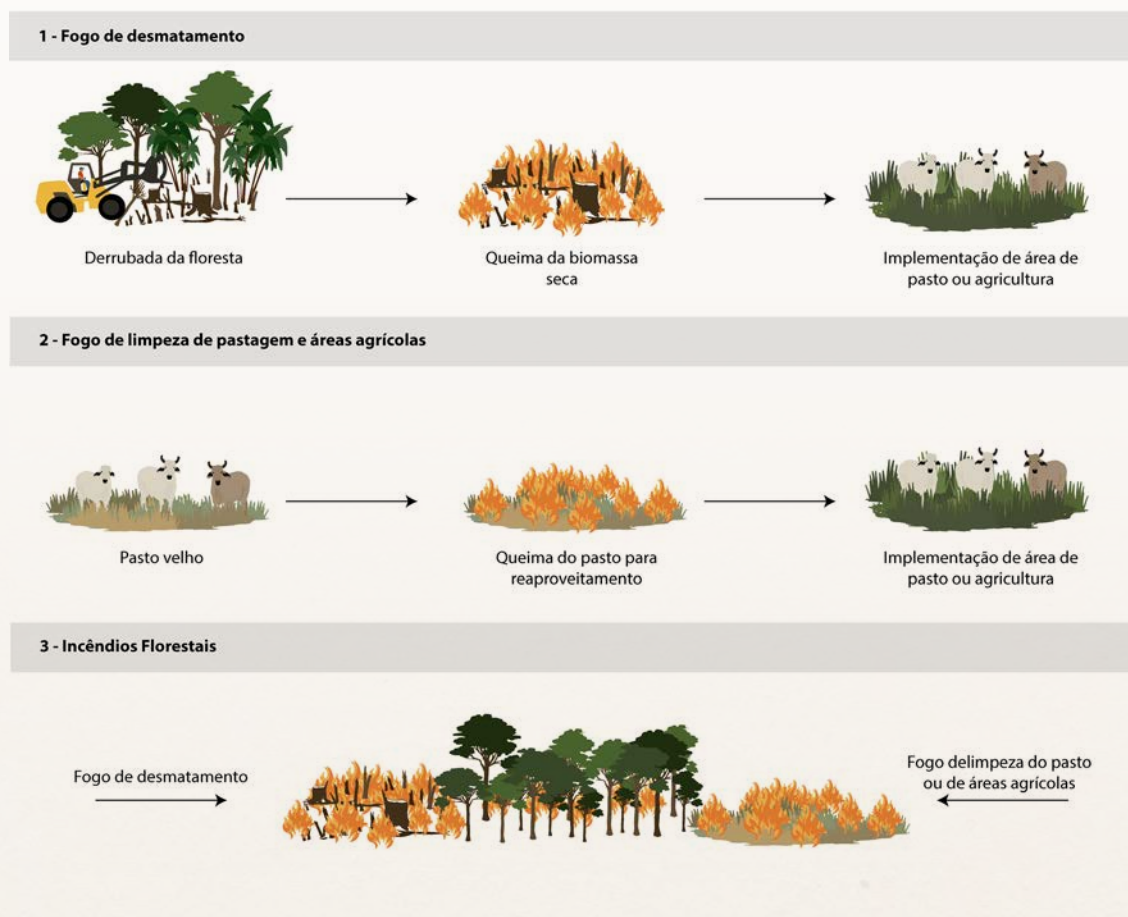 1 - Fogo de desmatamento
Derrubada da floresta
Queima da biomassa
seca
Implementação de área de
pasto ou agricultura
2 - Fogo de limpeza de pastagem e áreas agrícolas
Pasto velho
Queima do pasto para
reaproveitamento
Implementação de área de
pasto ou agricultura
3 - Incêndios Florestais
Fogo de desmatamento
Fogo delimpeza do pasto
ou de áreas agrícolas